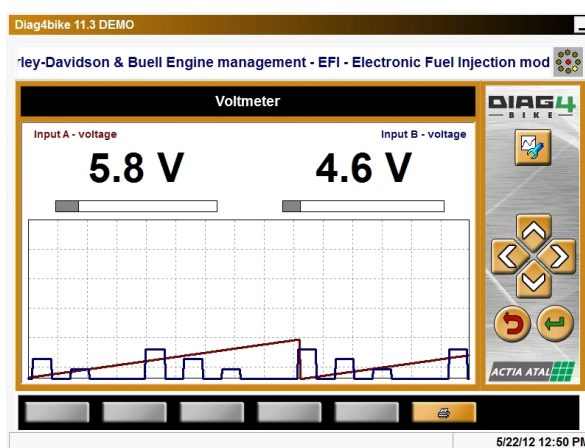 Diag4bike 11.3 DEMO
rley-Davidson & Buell Engine management - EFI - Electronic Fuel Injection mod
Voltmeter
DIAG4
BIKE
Input A - voltage
Input B - voltage
5.8 V
4.6 V
ACTIA ATAL
5/22/12 12:50 PM